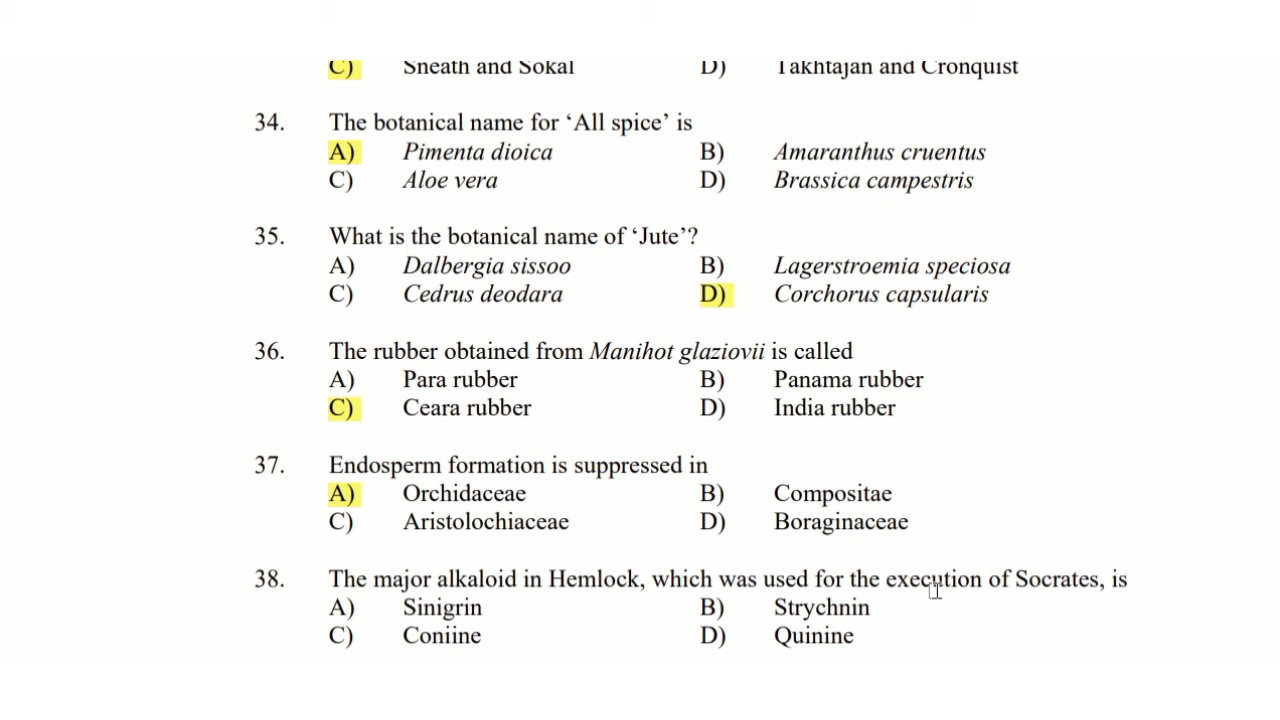 C) Sneath and Sokal D) Takhtajan and Cronquist
34. The botanical name for ‘All spice’ is
A) Pimenta dioica B) Amaranthus cruentus
C) Aloe vera D) Brassica campestris
35. What is the botanical name of ‘Jute’?
A) Dalbergia sissoo B) Lagerstroemia speciosa
C) Cedrus deodara D) Corchorus capsularis
36. The rubber obtained from Manihot glaziovii is called
A) Para rubber B) Panama rubber
C) Ceara rubber D) India rubber
37. Endosperm formation is suppressed in
A) Orchidaceae B) Compositae
C) Aristolochiaceae D) Boraginaceae
38. The major alkaloid in Hemlock, which was used for the execution of Socrates, is
A) Sinigrin B) Strychnin
C) Coniine D) Quinine